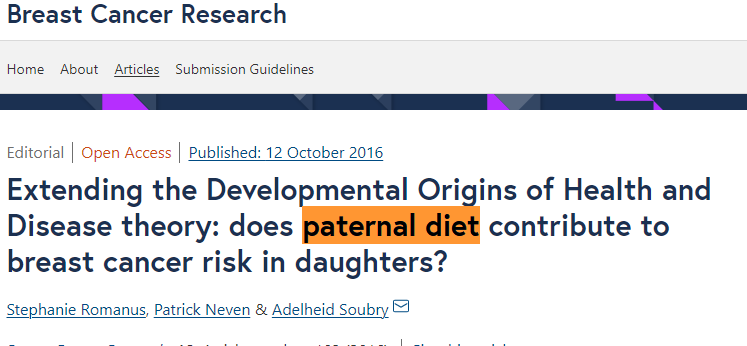 Breast Cancer Research
Home About Articles Submission Guidelines
Editorial | Open Access | Published: 12 October 2016
Extending the Developmental Origins of Health and
Disease theory: does paternal diet contribute to
breast cancer risk in daughters?
Stephanie Romanus, Patrick Neven & Adelheid Soubry